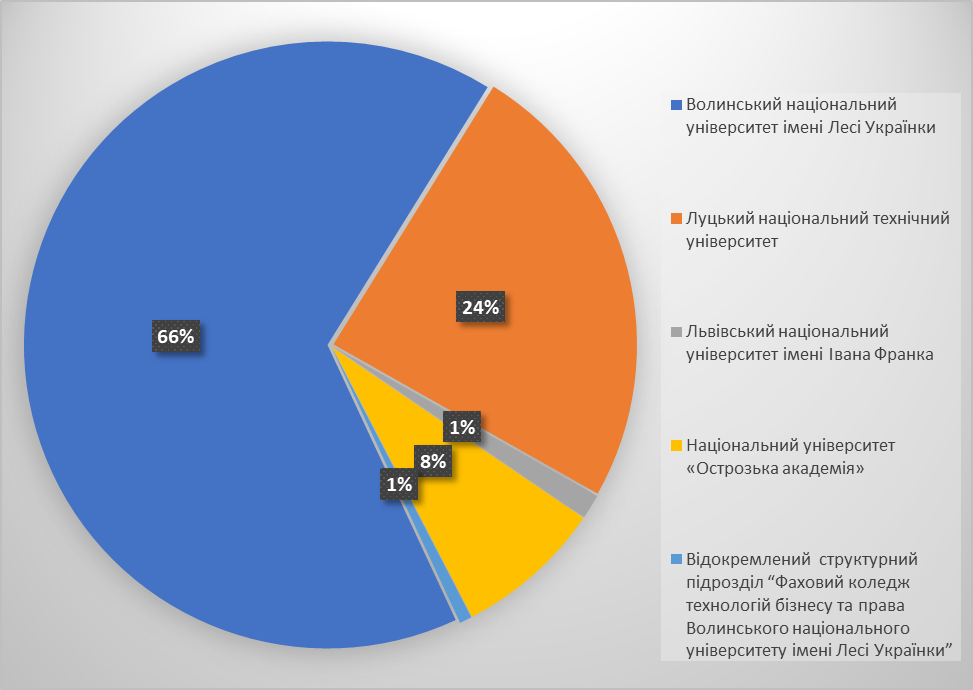 66%
24%
1%
8%
1%
Волинський національний
університет імені Лесі Українки
Луцький національний технічний
університет
Львівський національний
університет імені Івана Франка
Національний університет
«Острозька академія»
Відокремлений структурний
підрозділ “Фаховий коледж
технологій бізнесу та права
Волинського національного
університету імені Лесі Українки”